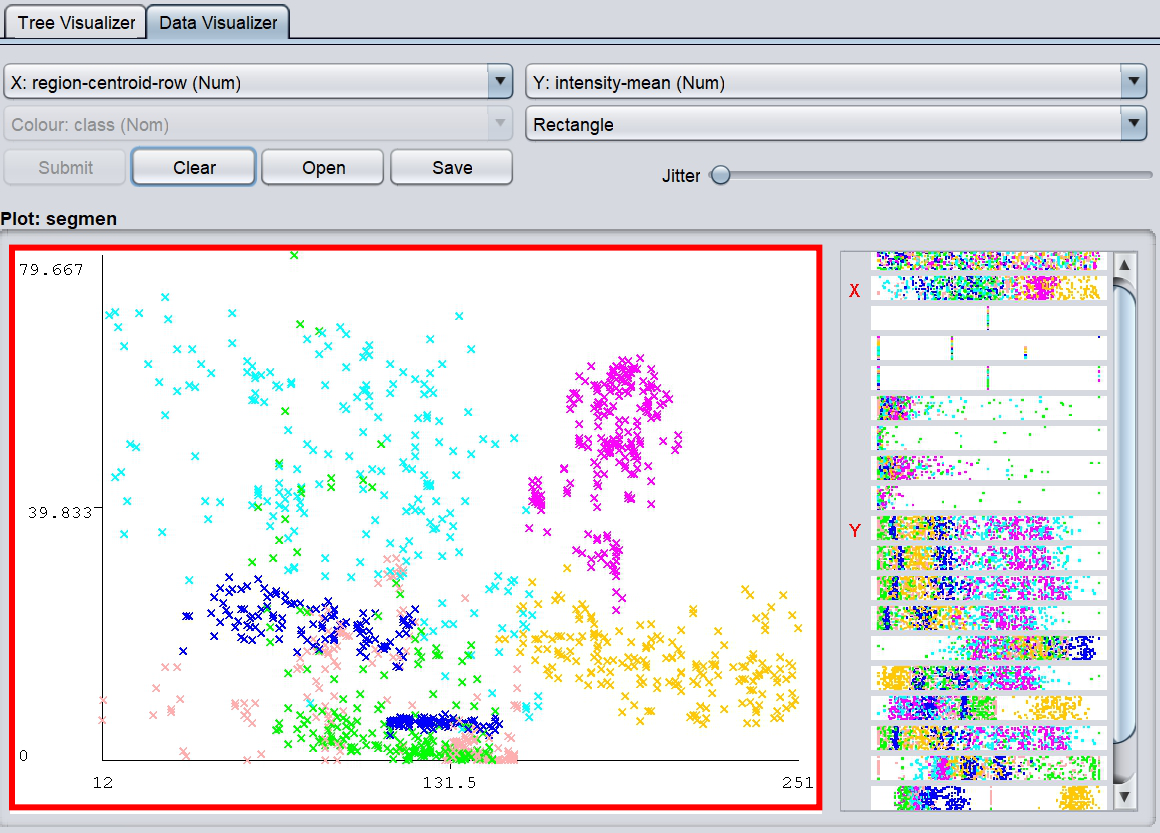 Tree Visualizer Data Visualizer
X: region-centroid-row (Num) Y: intensity-mean (Num)
Colour: class (Nom) Rectangle
Submit Clear Open Save Jitter
Plot: segmen
79.667
X
39.833
Y
0
12 131.5 251